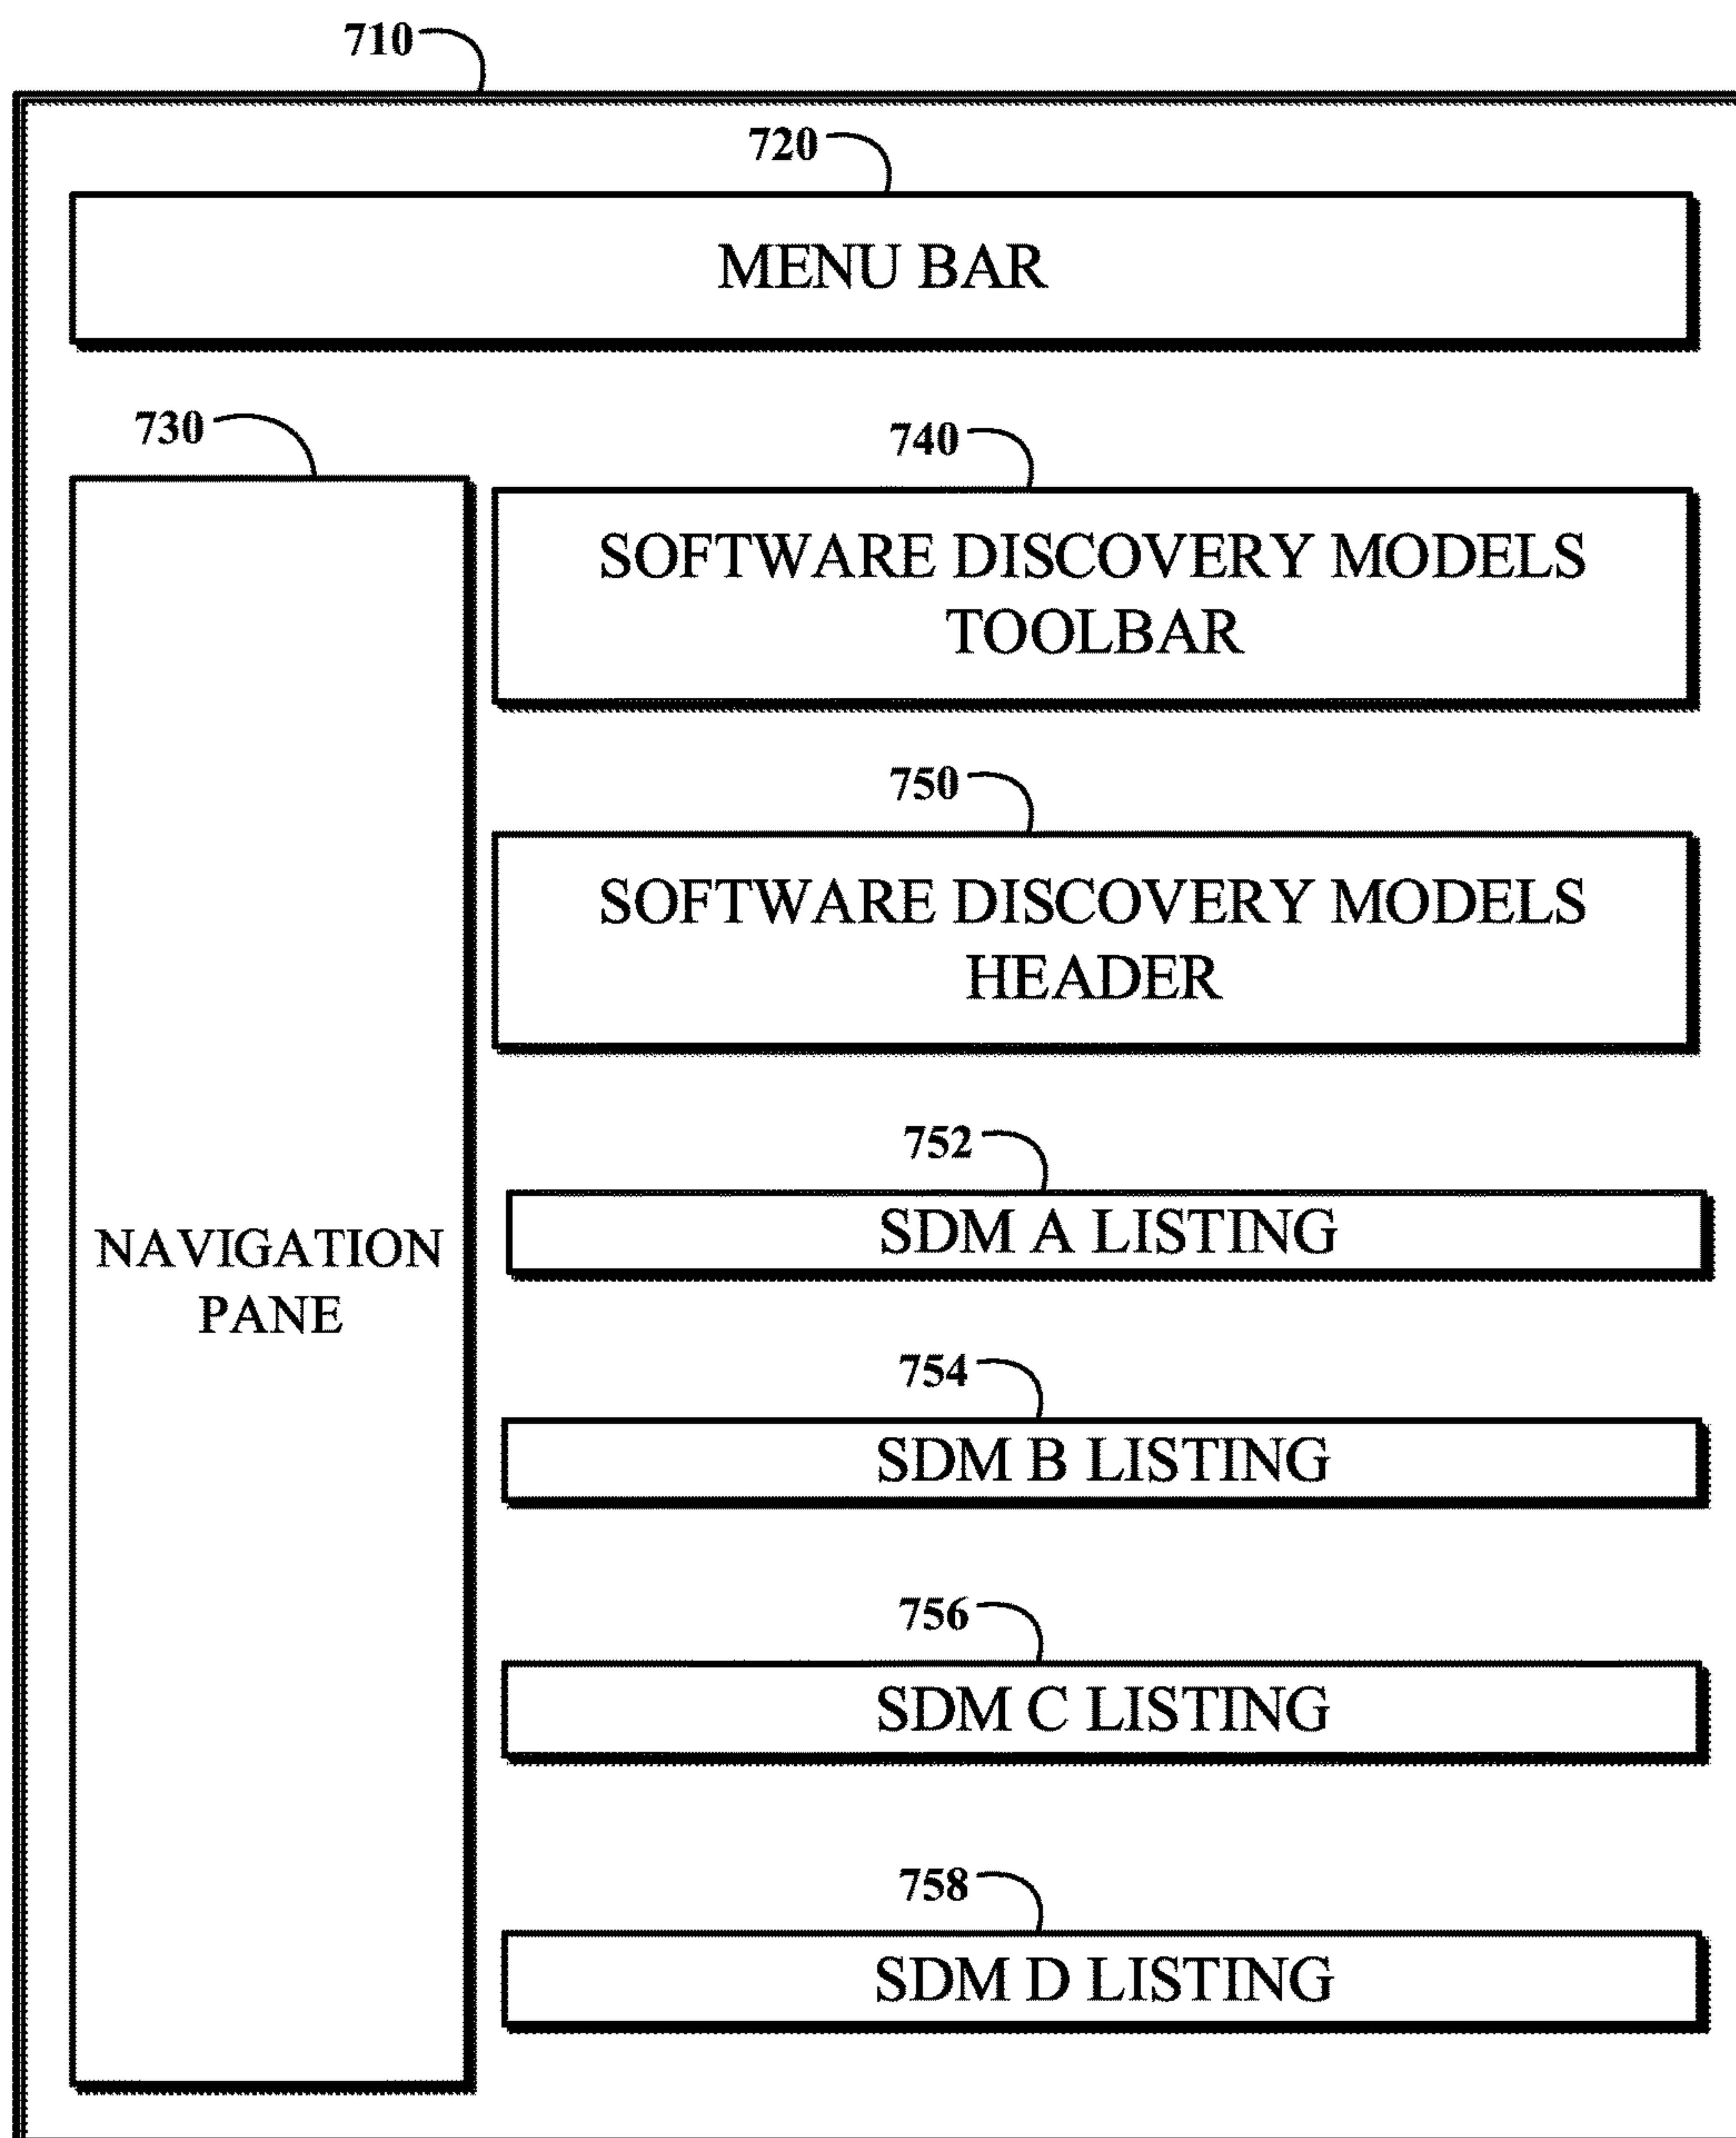 710
720
MENU BAR
730
NAVIGATION
PANE
740
SOFTWARE DISCOVERY MODELS
TOOLBAR
750
SOFTWARE DISCOVERY MODELS
HEADER
752
SDM A LISTING
754
SDM B LISTING
756
SDM C LISTING
758
SDM D LISTING